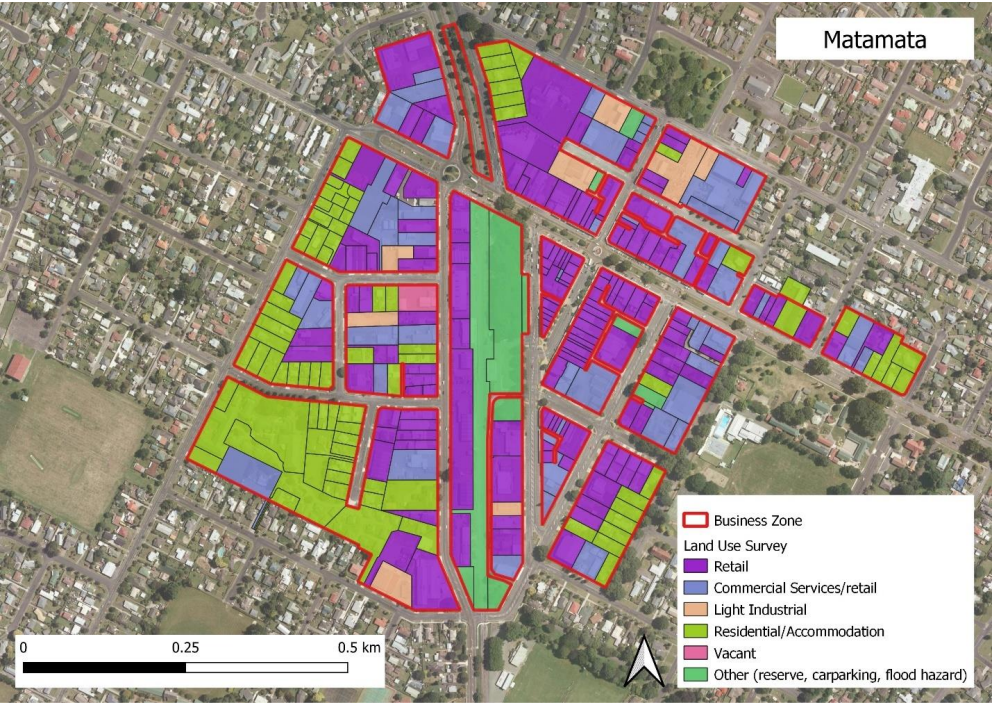 Matamata
Business Zone
Land Use Survey
Retail
Commercial Services/retail
Light Industrial
Residential/Accommodation
Vacant
Other (reserve, carparking, flood hazard)
0 0.25 0.5 km